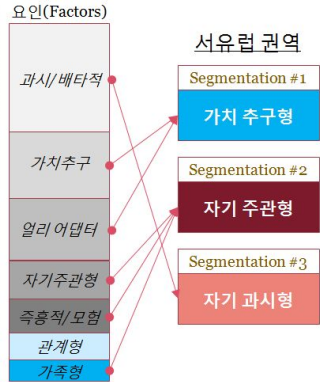 요인(Factors)
과시/배타적
가치추구
얼리 어댑터
자기주관형
즉흥적/모험
관계형
가족형
서유럽 권역
Segmentation #1
가치 추구형
Segmentation #2
자기 주관형
Segmentation #3
자기 과시형